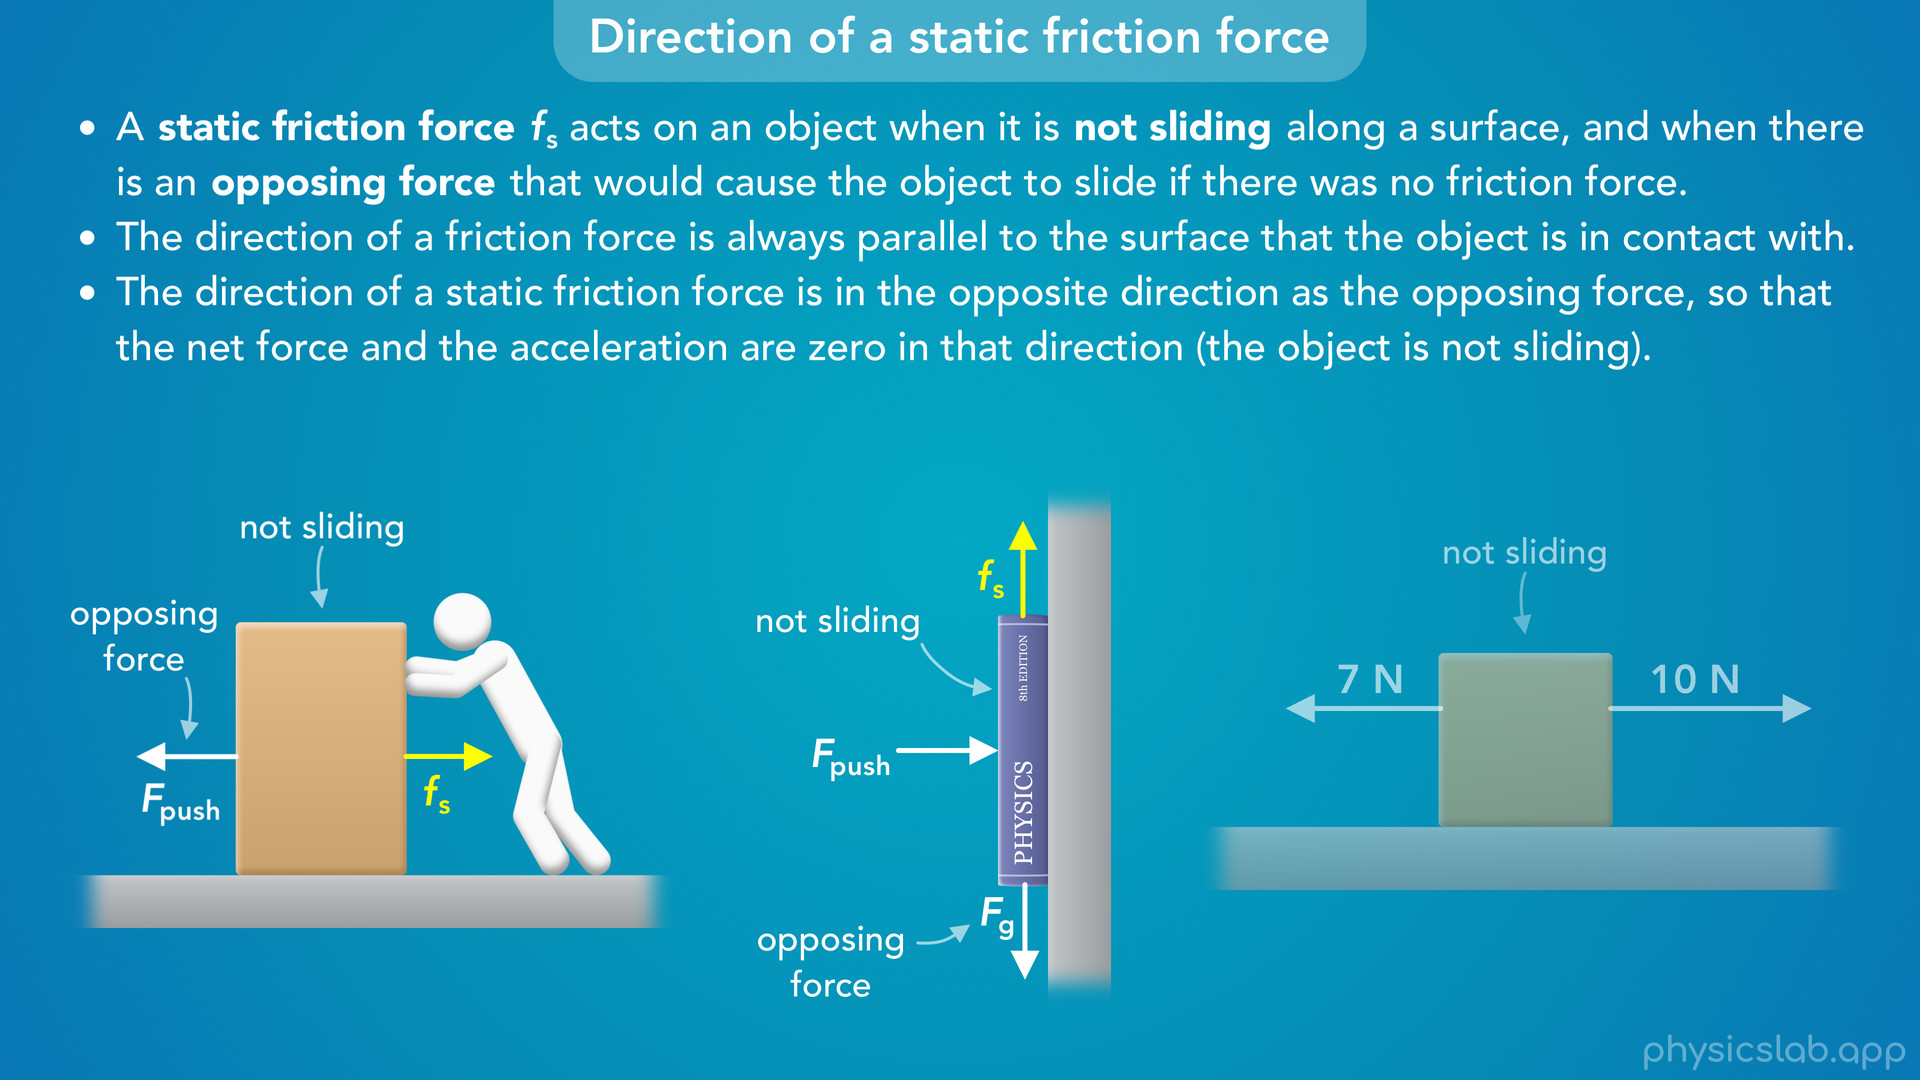 Direction of a static friction force
• A static friction force fs acts on an object when it is not sliding along a surface, and when there
is an opposing force that would cause the object to slide if there was no friction force.
• The direction of a friction force is always parallel to the surface that the object is in contact with.
• The direction of a static friction force is in the opposite direction as the opposing force, so that
the net force and the acceleration are zero in that direction (the object is not sliding).
not sliding
opposing
force
Fpush
fs
fs
not sliding
8th EDITION
PHYSICS
Fpush
Fg
opposing
force
not sliding
7 N
10 N
physicslab.app